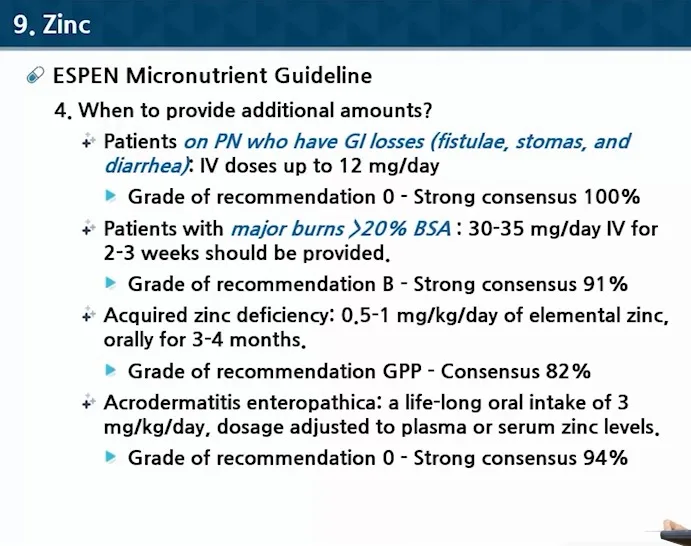 9. Zinc
ESPEN Micronutrient Guideline
4. When to provide additional amounts?
Patients on PN who have GI losses (fistulae, stomas, and
diarrhea): IV doses up to 12 mg/day
Grade of recommendation 0 - Strong consensus 100%
Patients with major burns >20% BSA : 30-35 mg/day IV for
2-3 weeks should be provided.
Grade of recommendation B - Strong consensus 91%
Acquired zinc deficiency: 0.5-1 mg/kg/day of elemental zinc,
orally for 3-4 months.
Grade of recommendation GPP - Consensus 82%
Acrodermatitis enteropathica: a life-long oral intake of 3
mg/kg/day, dosage adjusted to plasma or serum zinc levels.
Grade of recommendation 0 - Strong consensus 94%